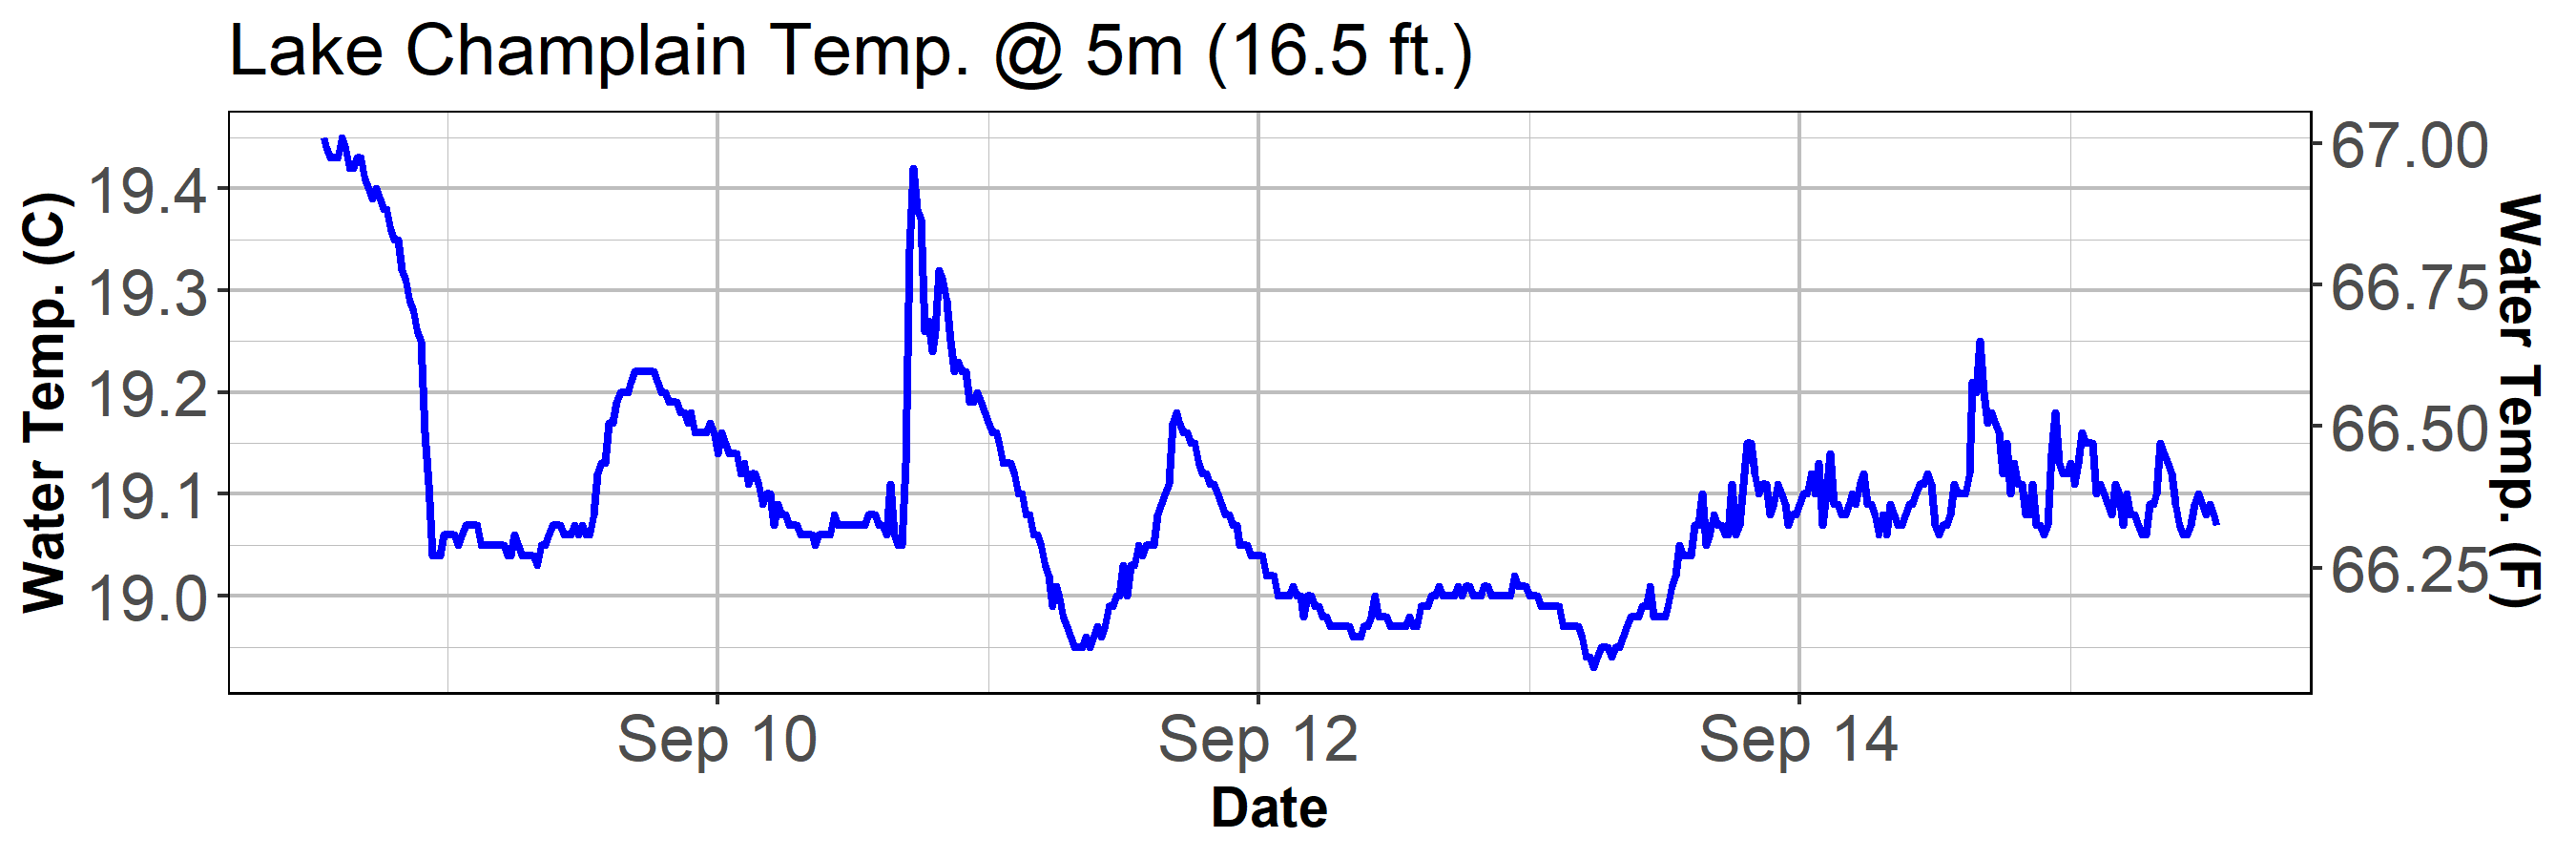 Lake Champlain Temp. @ 5m (16.5 ft.)
Water Temp. (C)
19.4
19.3
19.2
19.1
19.0
67.00
66.75
66.50
66.25
Water Temp. (F)
Sep 10
Sep 12
Sep 14
Date